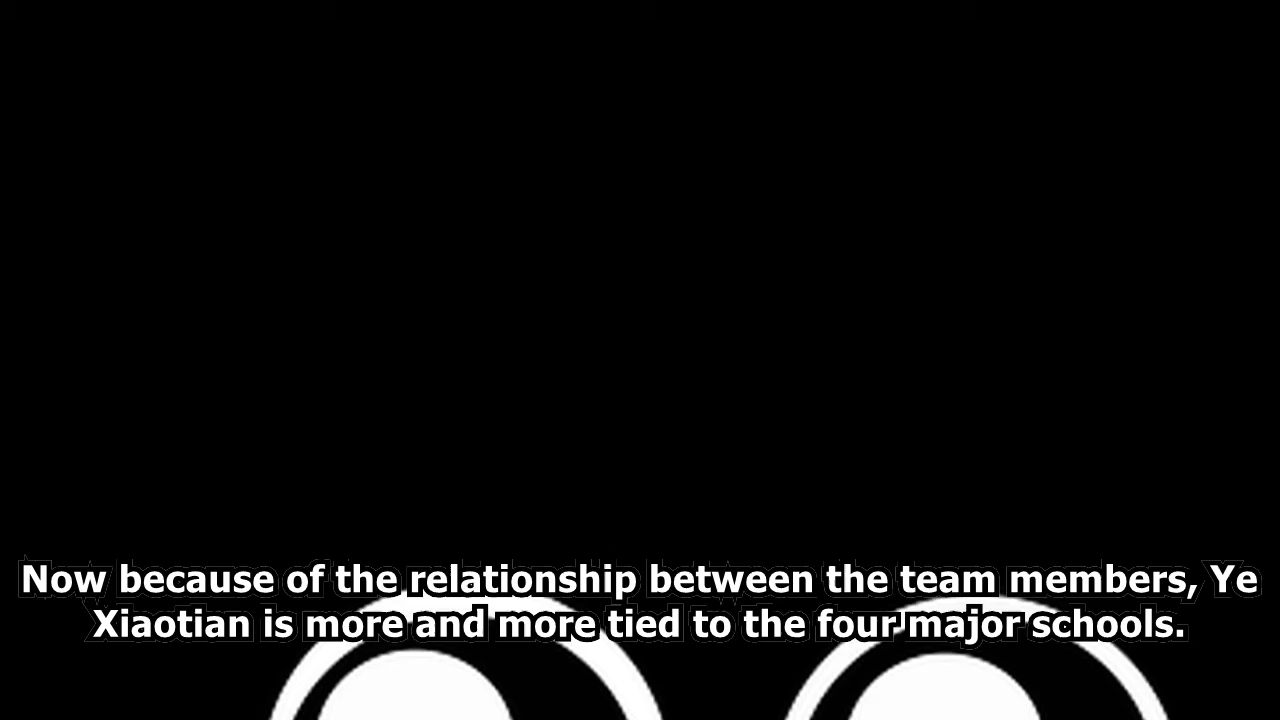 Now because of the relationship between the team members, Ye
Xiaotian is more and more tied to the four major schools.